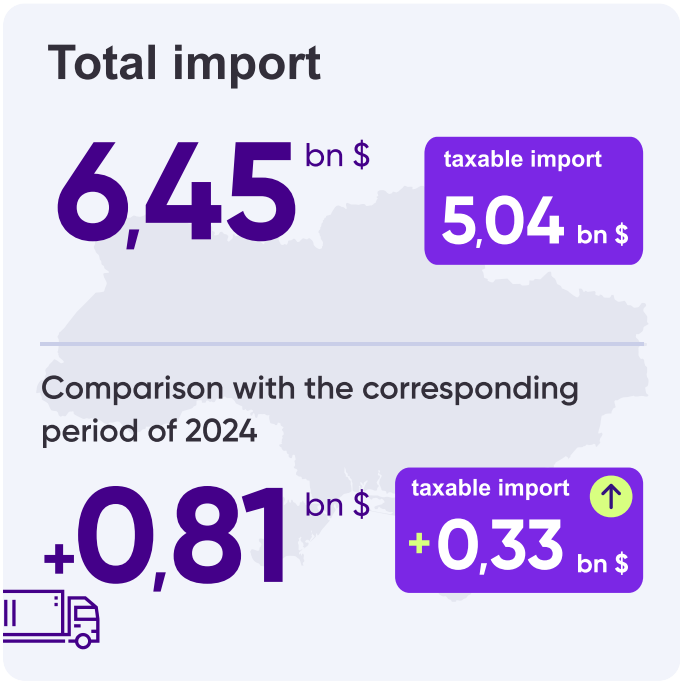 Total import
6,45 bn $
taxable import
5,04 bn $
Comparison with the corresponding
period of 2024
+0,81 bn $
taxable import
+0,33 bn $